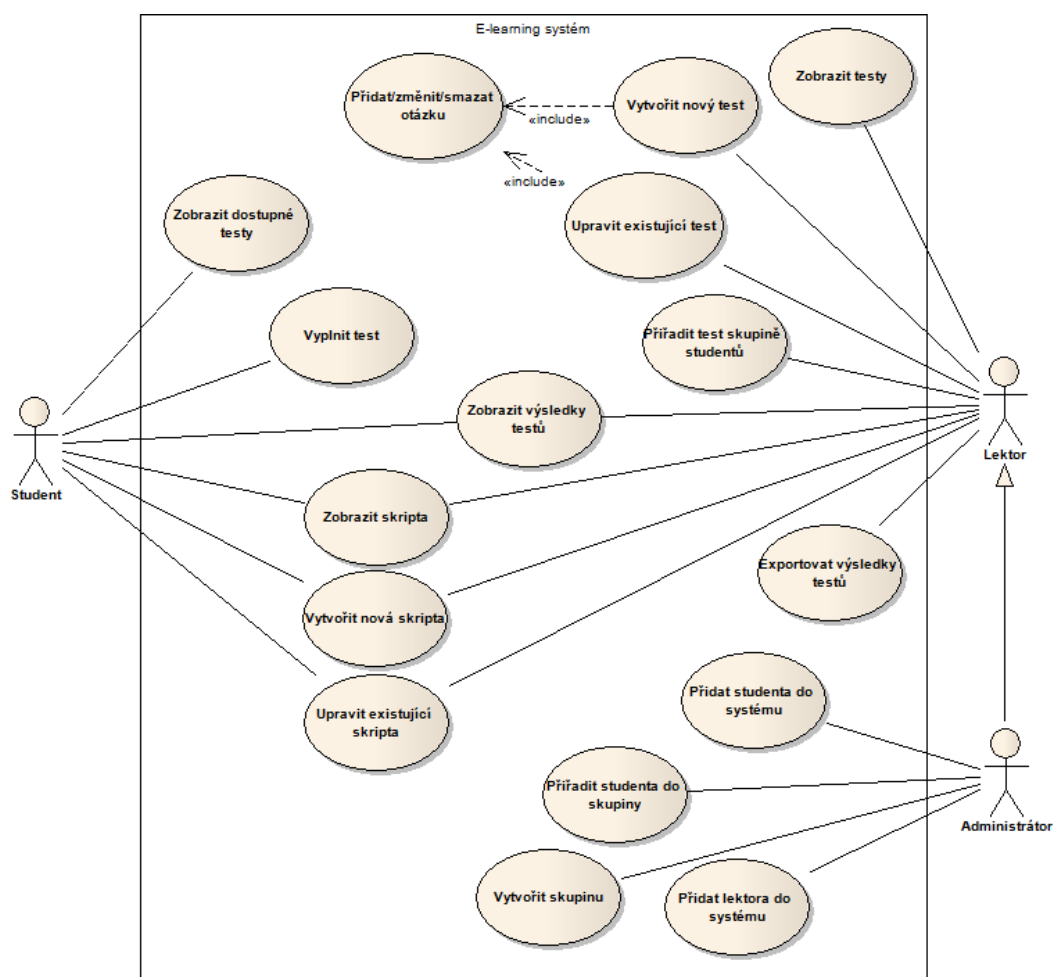 E-learning systém
Přidat/změnit/smazat
otázku
«include»
Vytvořit nový test
Zobrazit testy
«include»
Zobrazit dostupné
testy
Upravit existující test
Vyplnit test
Přiřadit test skupině
studentů
Zobrazit výsledky
testů
Student
Lektor
Zobrazit skripta
Exportovat výsledky
testů
Vytvořit nová skripta
Upravit existující
skripta
Přidat studenta do
systému
Přiřadit studenta do
skupiny
Administrátor
Vytvořit skupinu
Přidat lektora do
systému